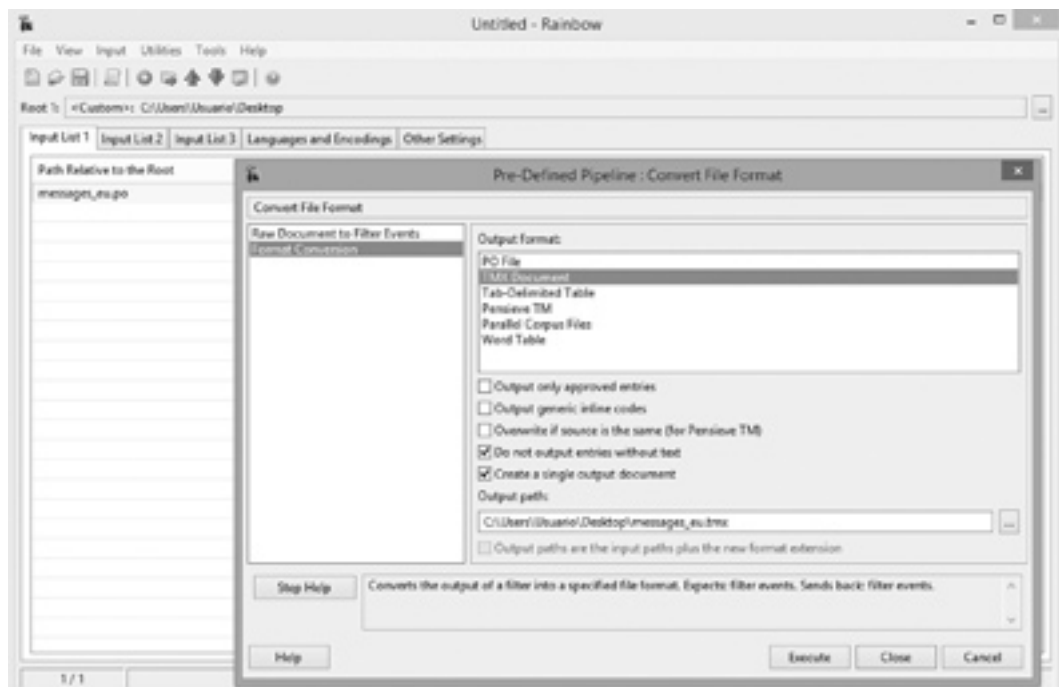 Untitled - Rainbow
File View Input Utilities Tools Help
Root 1: <Custom>: C:\Users\Usuario\Desktop
...
Input List 1 Input List 2 Input List 3 Languages and Encodings Other Settings
Path Relative to the Root
messages_eu.po
Pre-Defined Pipeline : Convert File Format
Convert File Format
Raw Document to Filter Events
Format Conversion
Output format:
PO File
TMX Document
Tab-Delimited Table
Pensieve TM
Parallel Corpus Files
Word Table
Output only approved entries
Output generic inline codes
Overwrite if source is the same (for Pensieve TM)
Do not output entries without text
Create a single output document
Output path:
C:\Users\Usuario\Desktop\messages_eu.tmx
...
Output paths are the input paths plus the new format extension
Step Help
Converts the output of a filter into a specified file format. Expects: filter events. Sends back: filter events.
Help
Execute Close Cancel
1 / 1